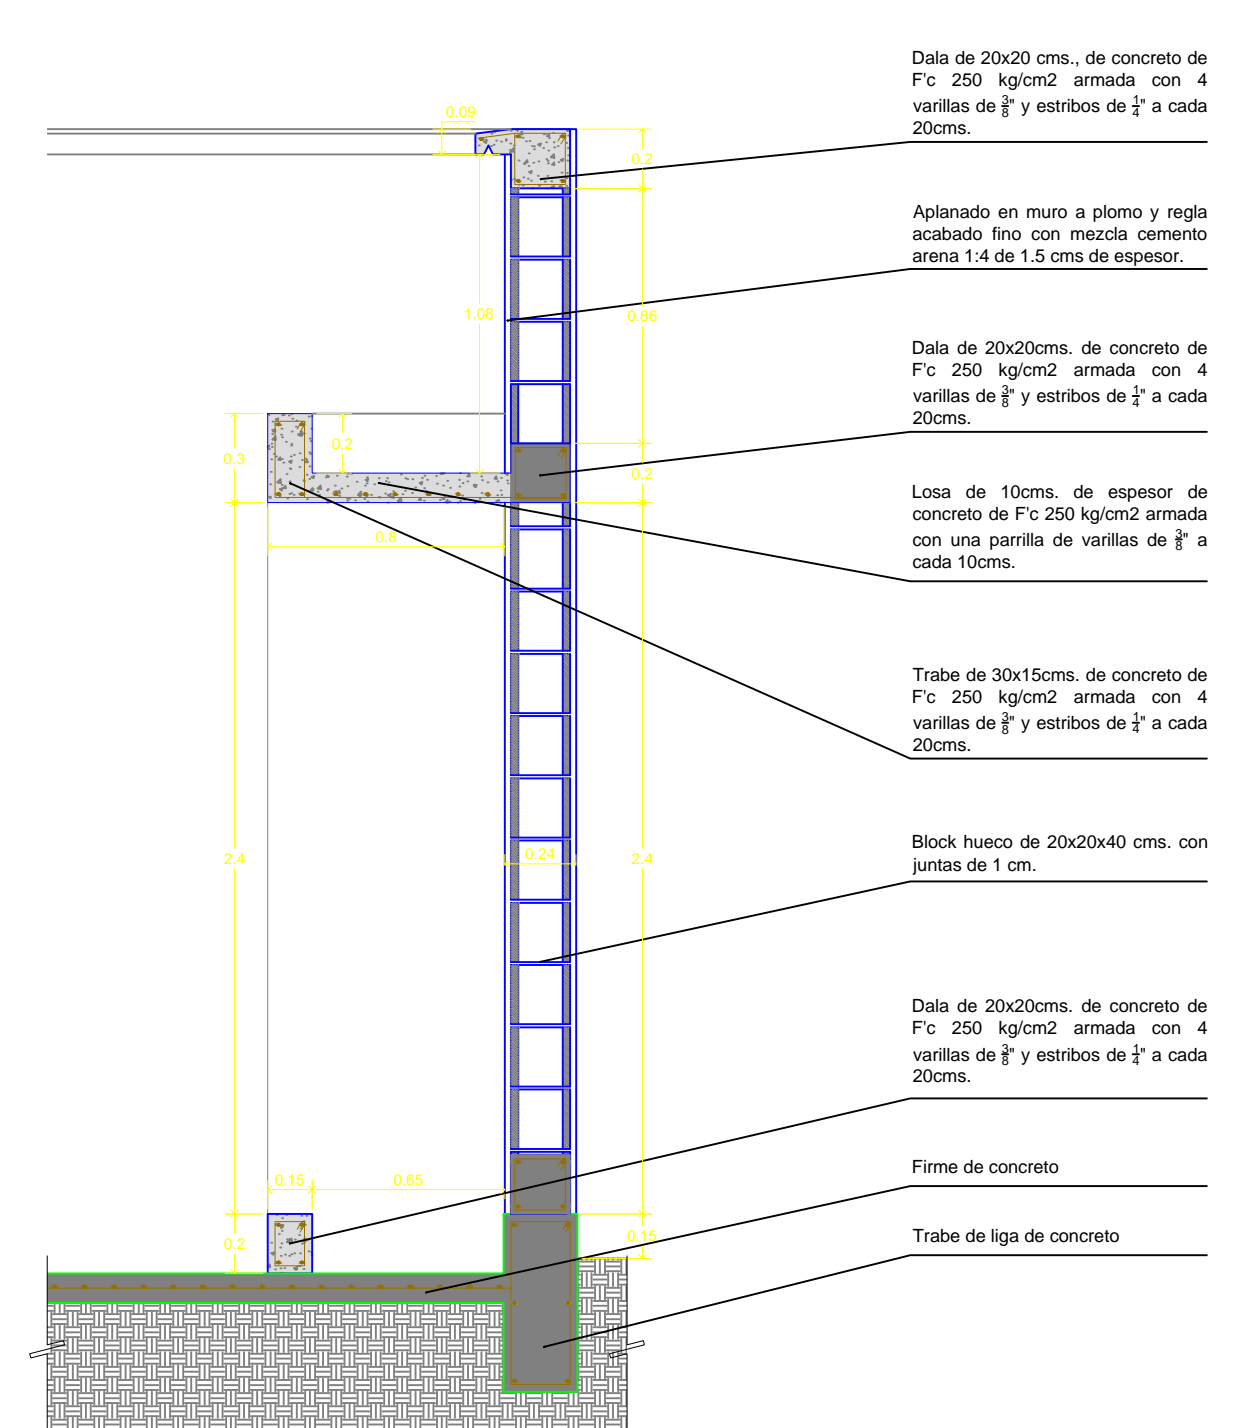 Dala de 20x20 cms., de concreto de
F'c 250 kg/cm2 armada con 4
varillas de 3/8" y estribos de 1/4" a cada
20cms.
0.09
0.2
Aplanado en muro a plomo y regla
acabado fino con mezcla cemento
arena 1:4 de 1.5 cms de espesor.
1.08
0.86
Dala de 20x20cms. de concreto de
F'c 250 kg/cm2 armada con 4
varillas de 3/8" y estribos de 1/4" a cada
20cms.
0.3
0.2
0.2
Losa de 10cms. de espesor de
concreto de F'c 250 kg/cm2 armada
con una parrilla de varillas de 3/8" a
cada 10cms.
0.8
Trabe de 30x15cms. de concreto de
F'c 250 kg/cm2 armada con 4
varillas de 3/8" y estribos de 1/4" a cada
20cms.
Block hueco de 20x20x40 cms. con
juntas de 1 cm.
2.4
0.24
2.4
Dala de 20x20cms. de concreto de
F'c 250 kg/cm2 armada con 4
varillas de 3/8" y estribos de 1/4" a cada
20cms.
0.15
0.65
Firme de concreto
0.2
0.15
Trabe de liga de concreto